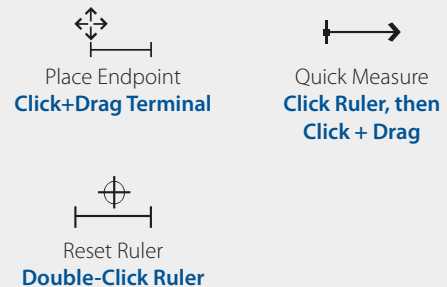 Place Endpoint
Click+Drag Terminal
Quick Measure
Click Ruler, then
Click + Drag
Reset Ruler
Double-Click Ruler